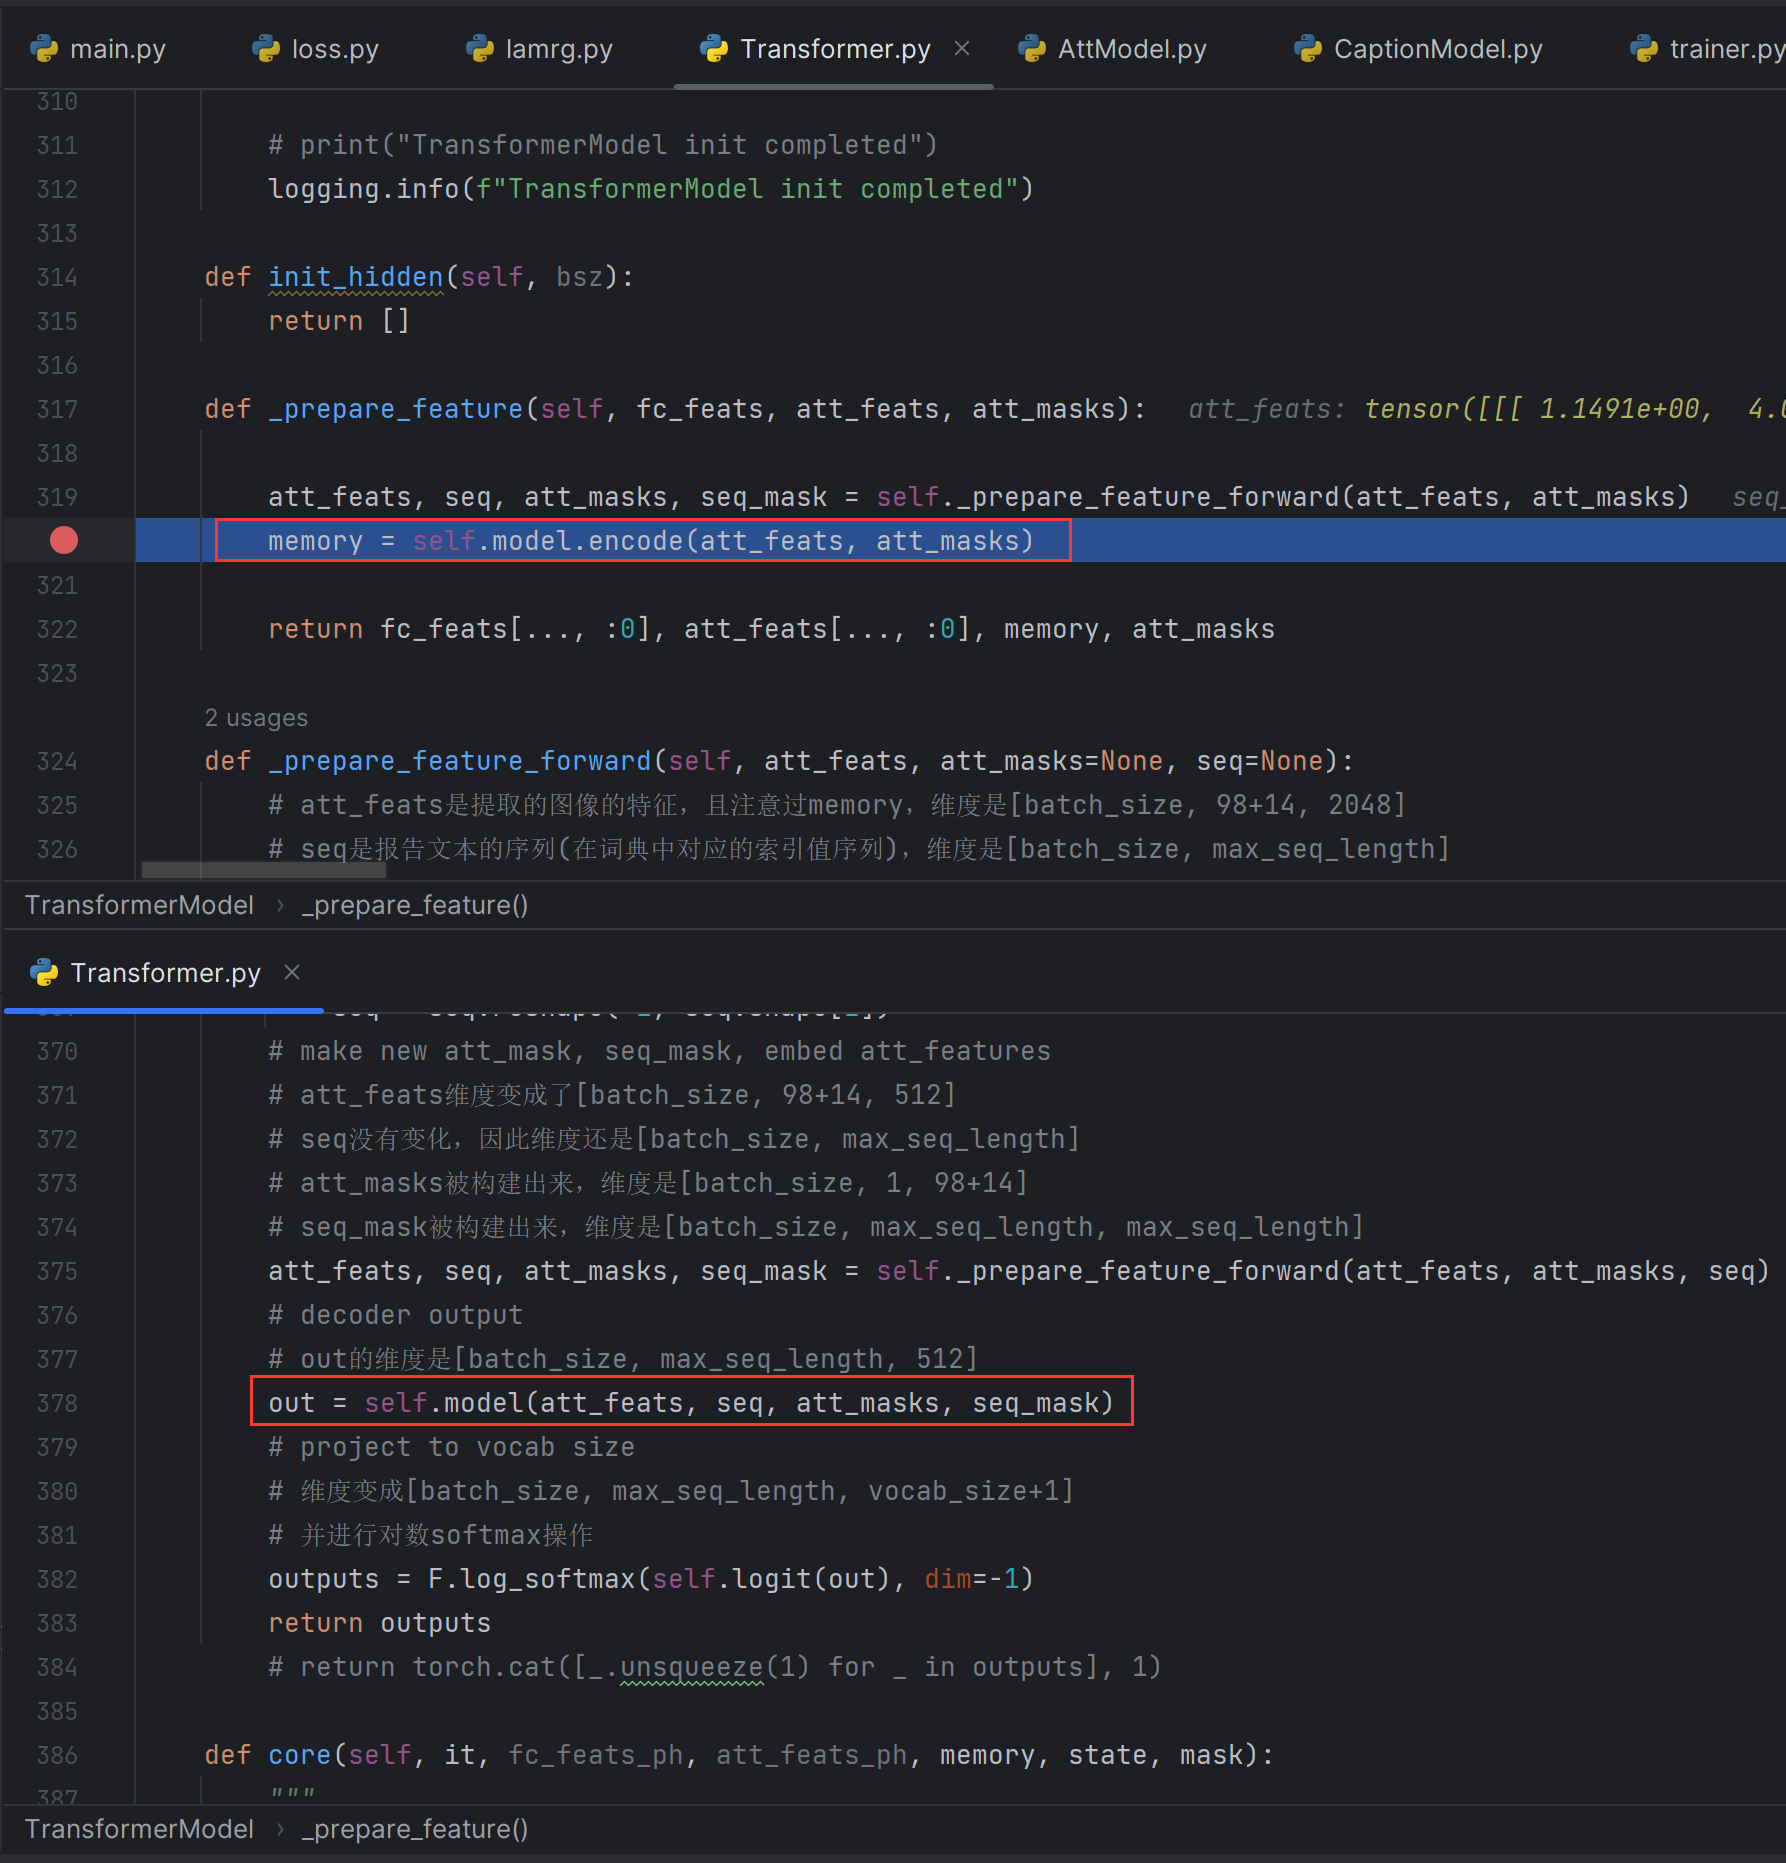 main.py loss.py lamrg.py Transformer.py AttModel.py CaptionModel.py trainer.py
310
311 # print("TransformerModel init completed")
312 logging.info(f"TransformerModel init completed")
313
314 def init_hidden(self, bsz):
315 return []
316
317 def _prepare_feature(self, fc_feats, att_feats, att_masks): att_feats: tensor([[[ 1.1491e+00, 4.
318
319 att_feats, seq, att_masks, seq_mask = self._prepare_feature_forward(att_feats, att_masks) seq_
memory = self.model.encode(att_feats, att_masks)
321
322 return fc_feats[..., :0], att_feats[..., :0], memory, att_masks
323
2 usages
324 def _prepare_feature_forward(self, att_feats, att_masks=None, seq=None):
325 # att_feats是提取的图像的特征，且注意过memory，维度是[batch_size, 98+14, 2048]
326 # seq是报告文本的序列(在词典中对应的索引值序列)，维度是[batch_size, max_seq_length]
TransformerModel › _prepare_feature()
Transformer.py
370 # make new att_mask, seq_mask, embed att_features
371 # att_feats维度变成了[batch_size, 98+14, 512]
372 # seq没有变化，因此维度还是[batch_size, max_seq_length]
373 # att_masks被构建出来，维度是[batch_size, 1, 98+14]
374 # seq_mask被构建出来，维度是[batch_size, max_seq_length, max_seq_length]
375 att_feats, seq, att_masks, seq_mask = self._prepare_feature_forward(att_feats, att_masks, seq)
376 # decoder output
377 # out的维度是[batch_size, max_seq_length, 512]
378 out = self.model(att_feats, seq, att_masks, seq_mask)
379 # project to vocab size
380 # 维度变成[batch_size, max_seq_length, vocab_size+1]
381 # 并进行对数softmax操作
382 outputs = F.log_softmax(self.logit(out), dim=-1)
383 return outputs
384 # return torch.cat([_.unsqueeze(1) for _ in outputs], 1)
385
386 def core(self, it, fc_feats_ph, att_feats_ph, memory, state, mask):
387 """
TransformerModel › _prepare_feature()